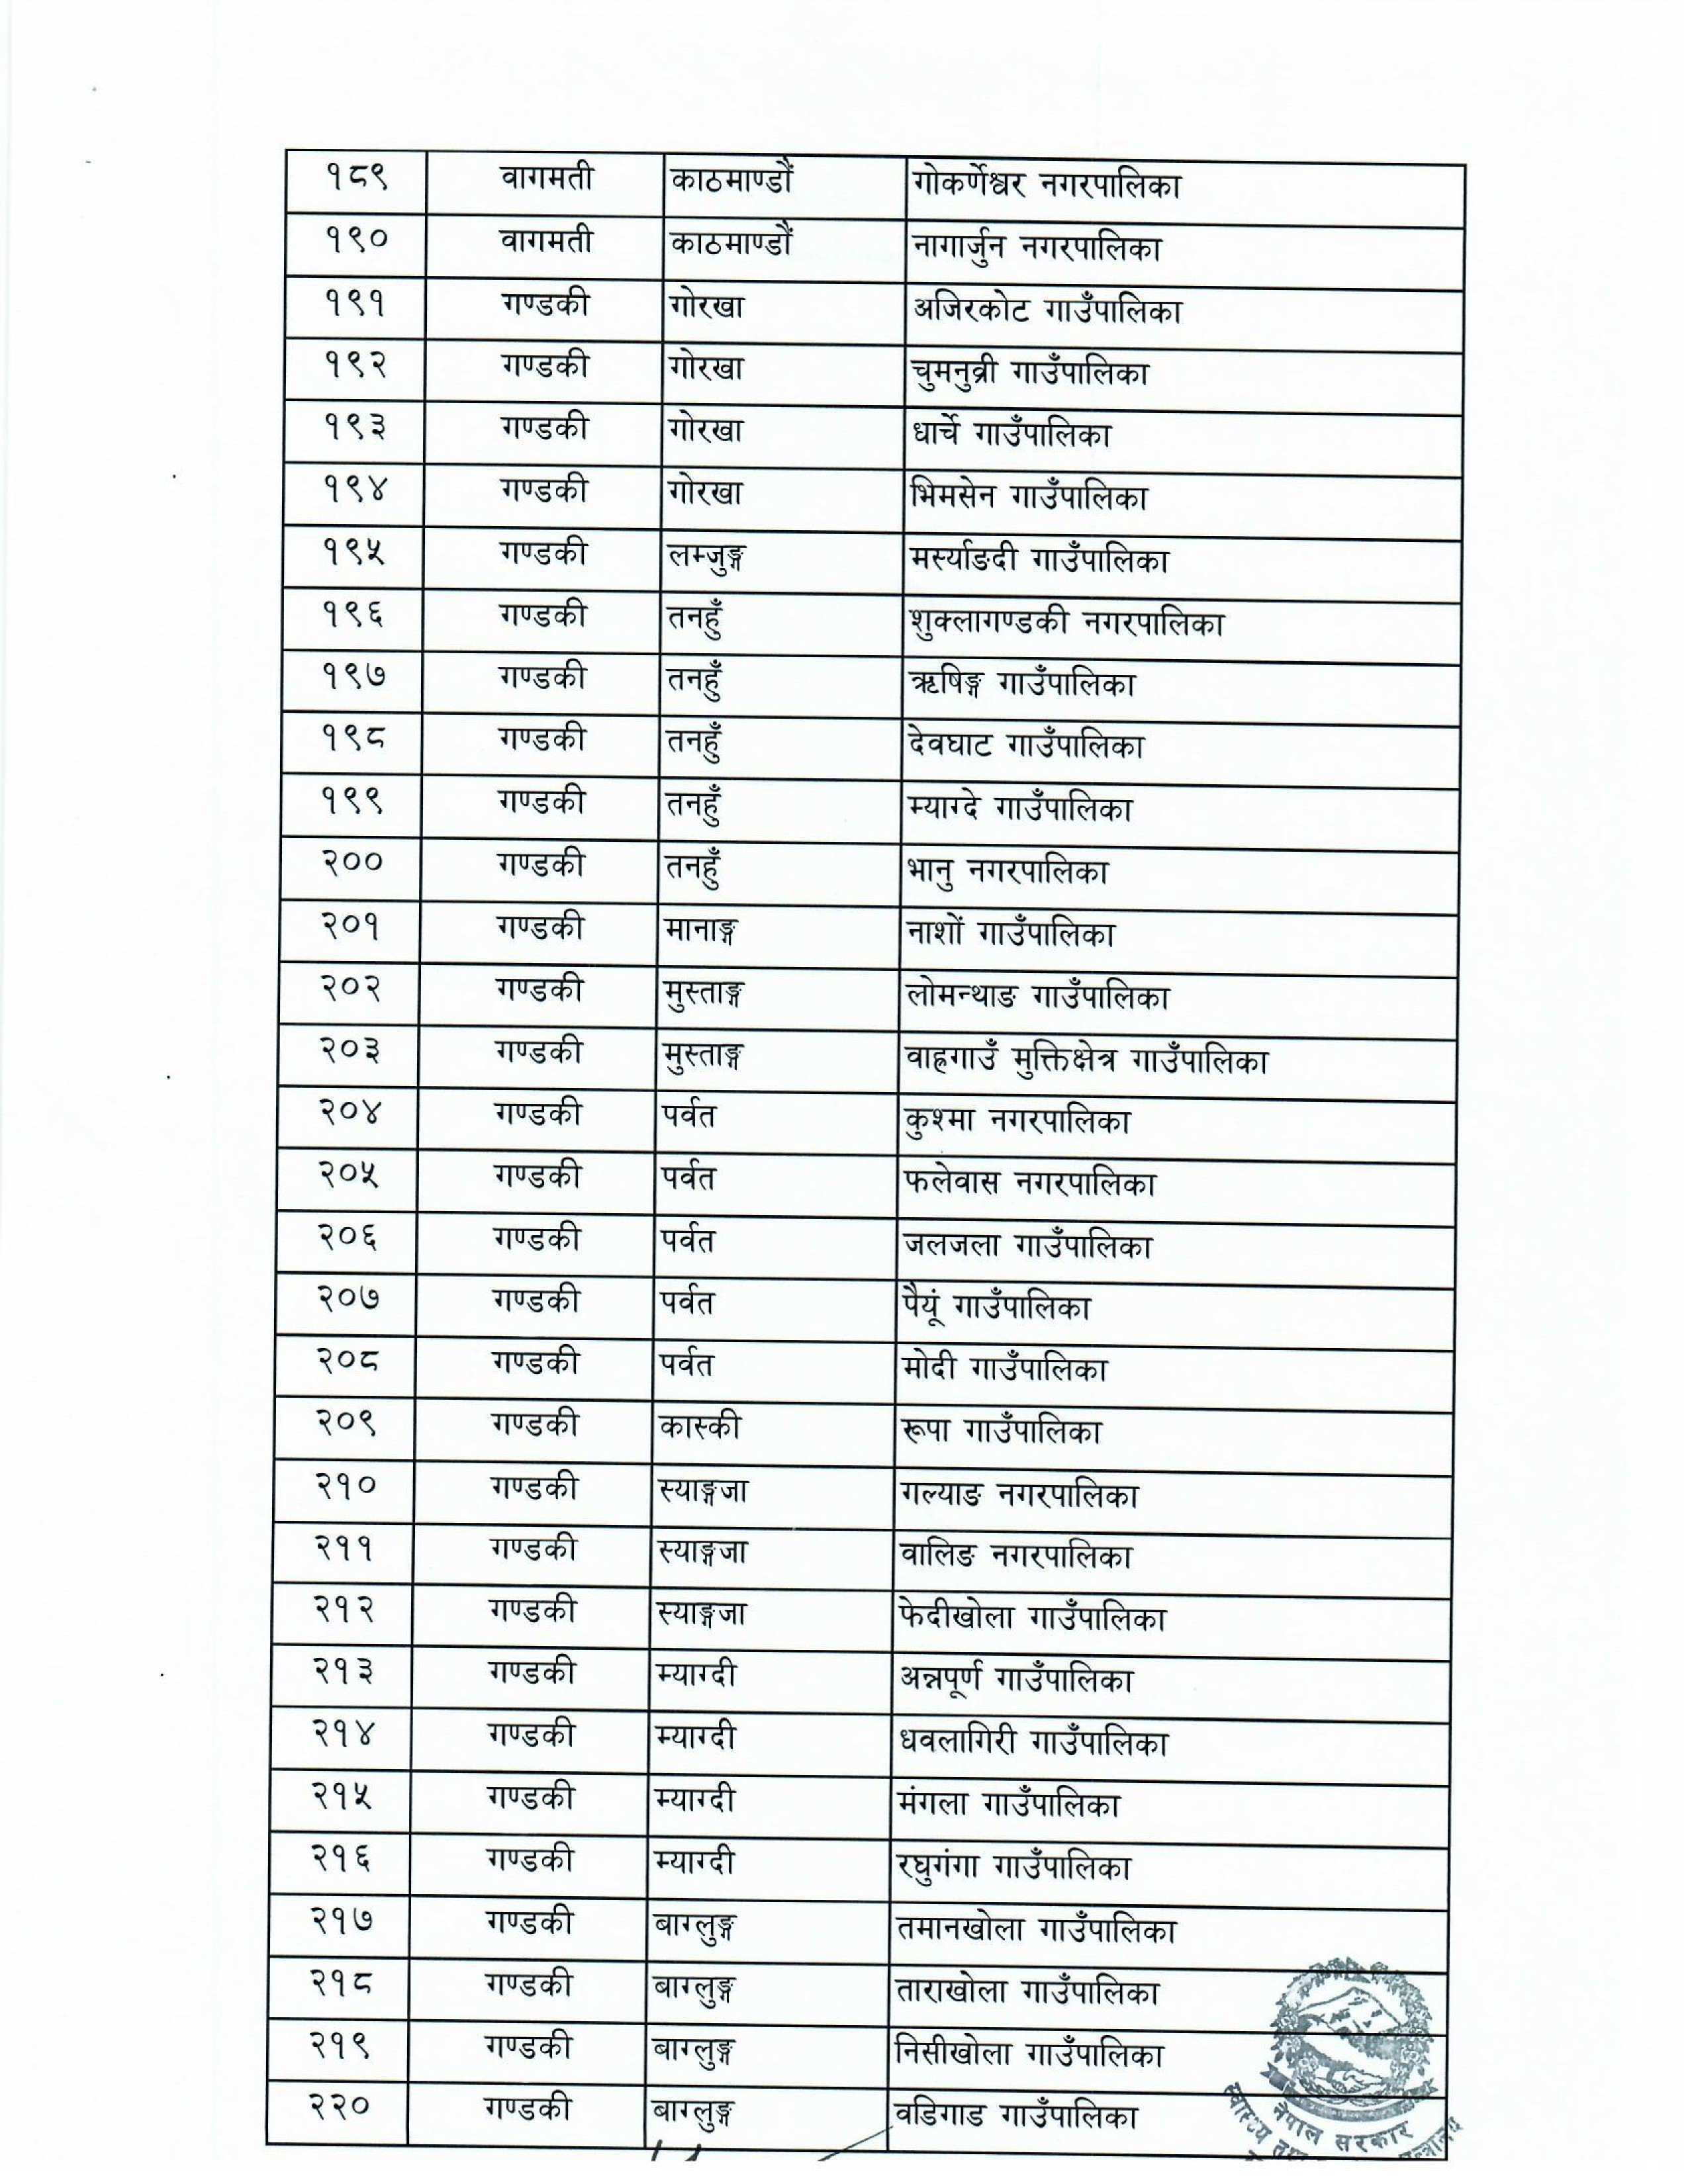 १८९ वागमती काठमाण्डौं गोकर्णेश्वर नगरपालिका
१९० वागमती काठमाण्डौं नागार्जुन नगरपालिका
१९१ गण्डकी गोरखा अजिरकोट गाउँपालिका
१९२ गण्डकी गोरखा चुमनुव्री गाउँपालिका
१९३ गण्डकी गोरखा धार्चे गाउँपालिका
१९४ गण्डकी गोरखा भिमसेन गाउँपालिका
१९५ गण्डकी लम्जुङ्ग मर्स्याङदी गाउँपालिका
१९६ गण्डकी तनहुँ शुक्लागण्डकी नगरपालिका
१९७ गण्डकी तनहुँ ऋषिङ्ग गाउँपालिका
१९८ गण्डकी तनहुँ देवघाट गाउँपालिका
१९९ गण्डकी तनहुँ म्याग्दे गाउँपालिका
२०० गण्डकी तनहुँ भानु नगरपालिका
२०१ गण्डकी मानाङ्ग नाशों गाउँपालिका
२०२ गण्डकी मुस्ताङ्ग लोमन्थाङ गाउँपालिका
२०३ गण्डकी मुस्ताङ्ग वाह्रगाउँ मुक्तिक्षेत्र गाउँपालिका
२०४ गण्डकी पर्वत कुश्मा नगरपालिका
२०५ गण्डकी पर्वत फलेवास नगरपालिका
२०६ गण्डकी पर्वत जलजला गाउँपालिका
२०७ गण्डकी पर्वत पैयूं गाउँपालिका
२०८ गण्डकी पर्वत मोदी गाउँपालिका
२०९ गण्डकी कास्की रूपा गाउँपालिका
२१० गण्डकी स्याङ्गजा गल्याङ नगरपालिका
२११ गण्डकी स्याङ्गजा वालिङ नगरपालिका
२१२ गण्डकी स्याङ्गजा फेदीखोला गाउँपालिका
२१३ गण्डकी म्याग्दी अन्नपूर्ण गाउँपालिका
२१४ गण्डकी म्याग्दी धवलागिरी गाउँपालिका
२१५ गण्डकी म्याग्दी मंगला गाउँपालिका
२१६ गण्डकी म्याग्दी रघुगंगा गाउँपालिका
२१७ गण्डकी बाग्लुङ्ग तमानखोला गाउँपालिका
२१८ गण्डकी बाग्लुङ्ग ताराखोला गाउँपालिका
२१९ गण्डकी बाग्लुङ्ग निसीखोला गाउँपालिका
२२० गण्डकी बाग्लुङ्ग वडिगाड गाउँपालिका
नेपाल सरकार
स्वास्थ्य